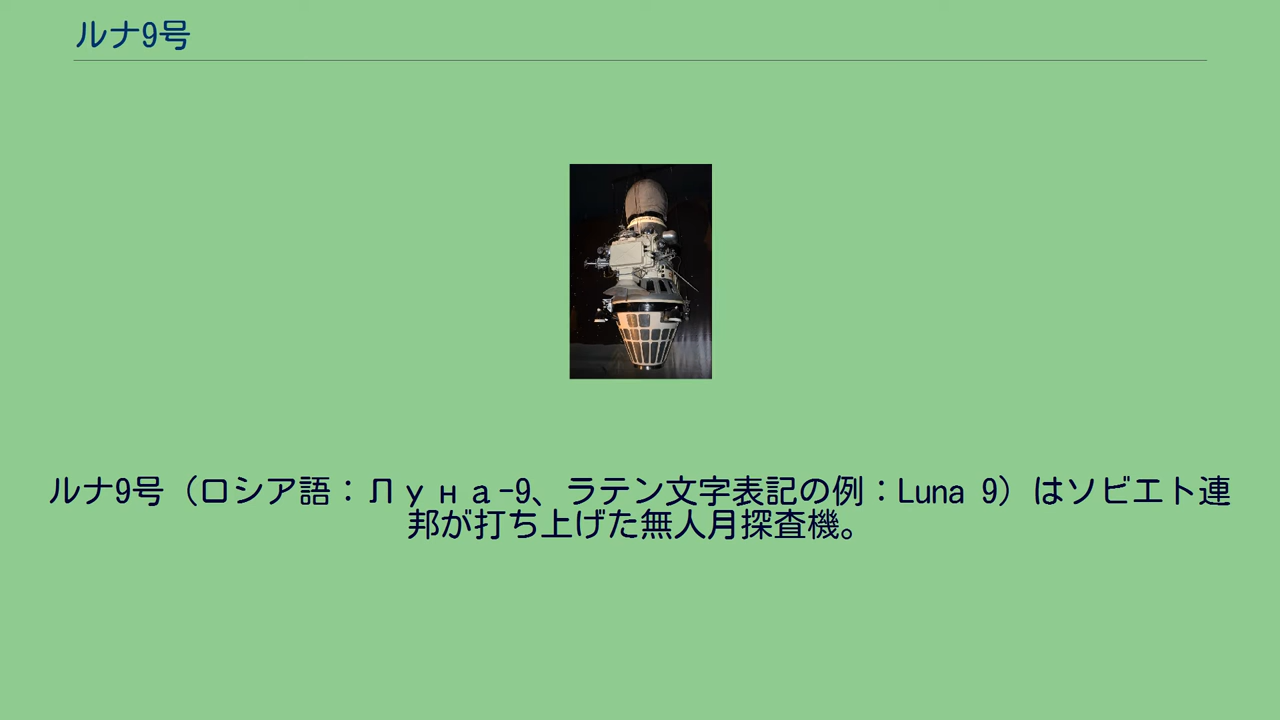 ルナ9号
ルナ9号（ロシア語：Луна-9、ラテン文字表記の例：Luna 9）はソビエト連
邦が打ち上げた無人月探査機。